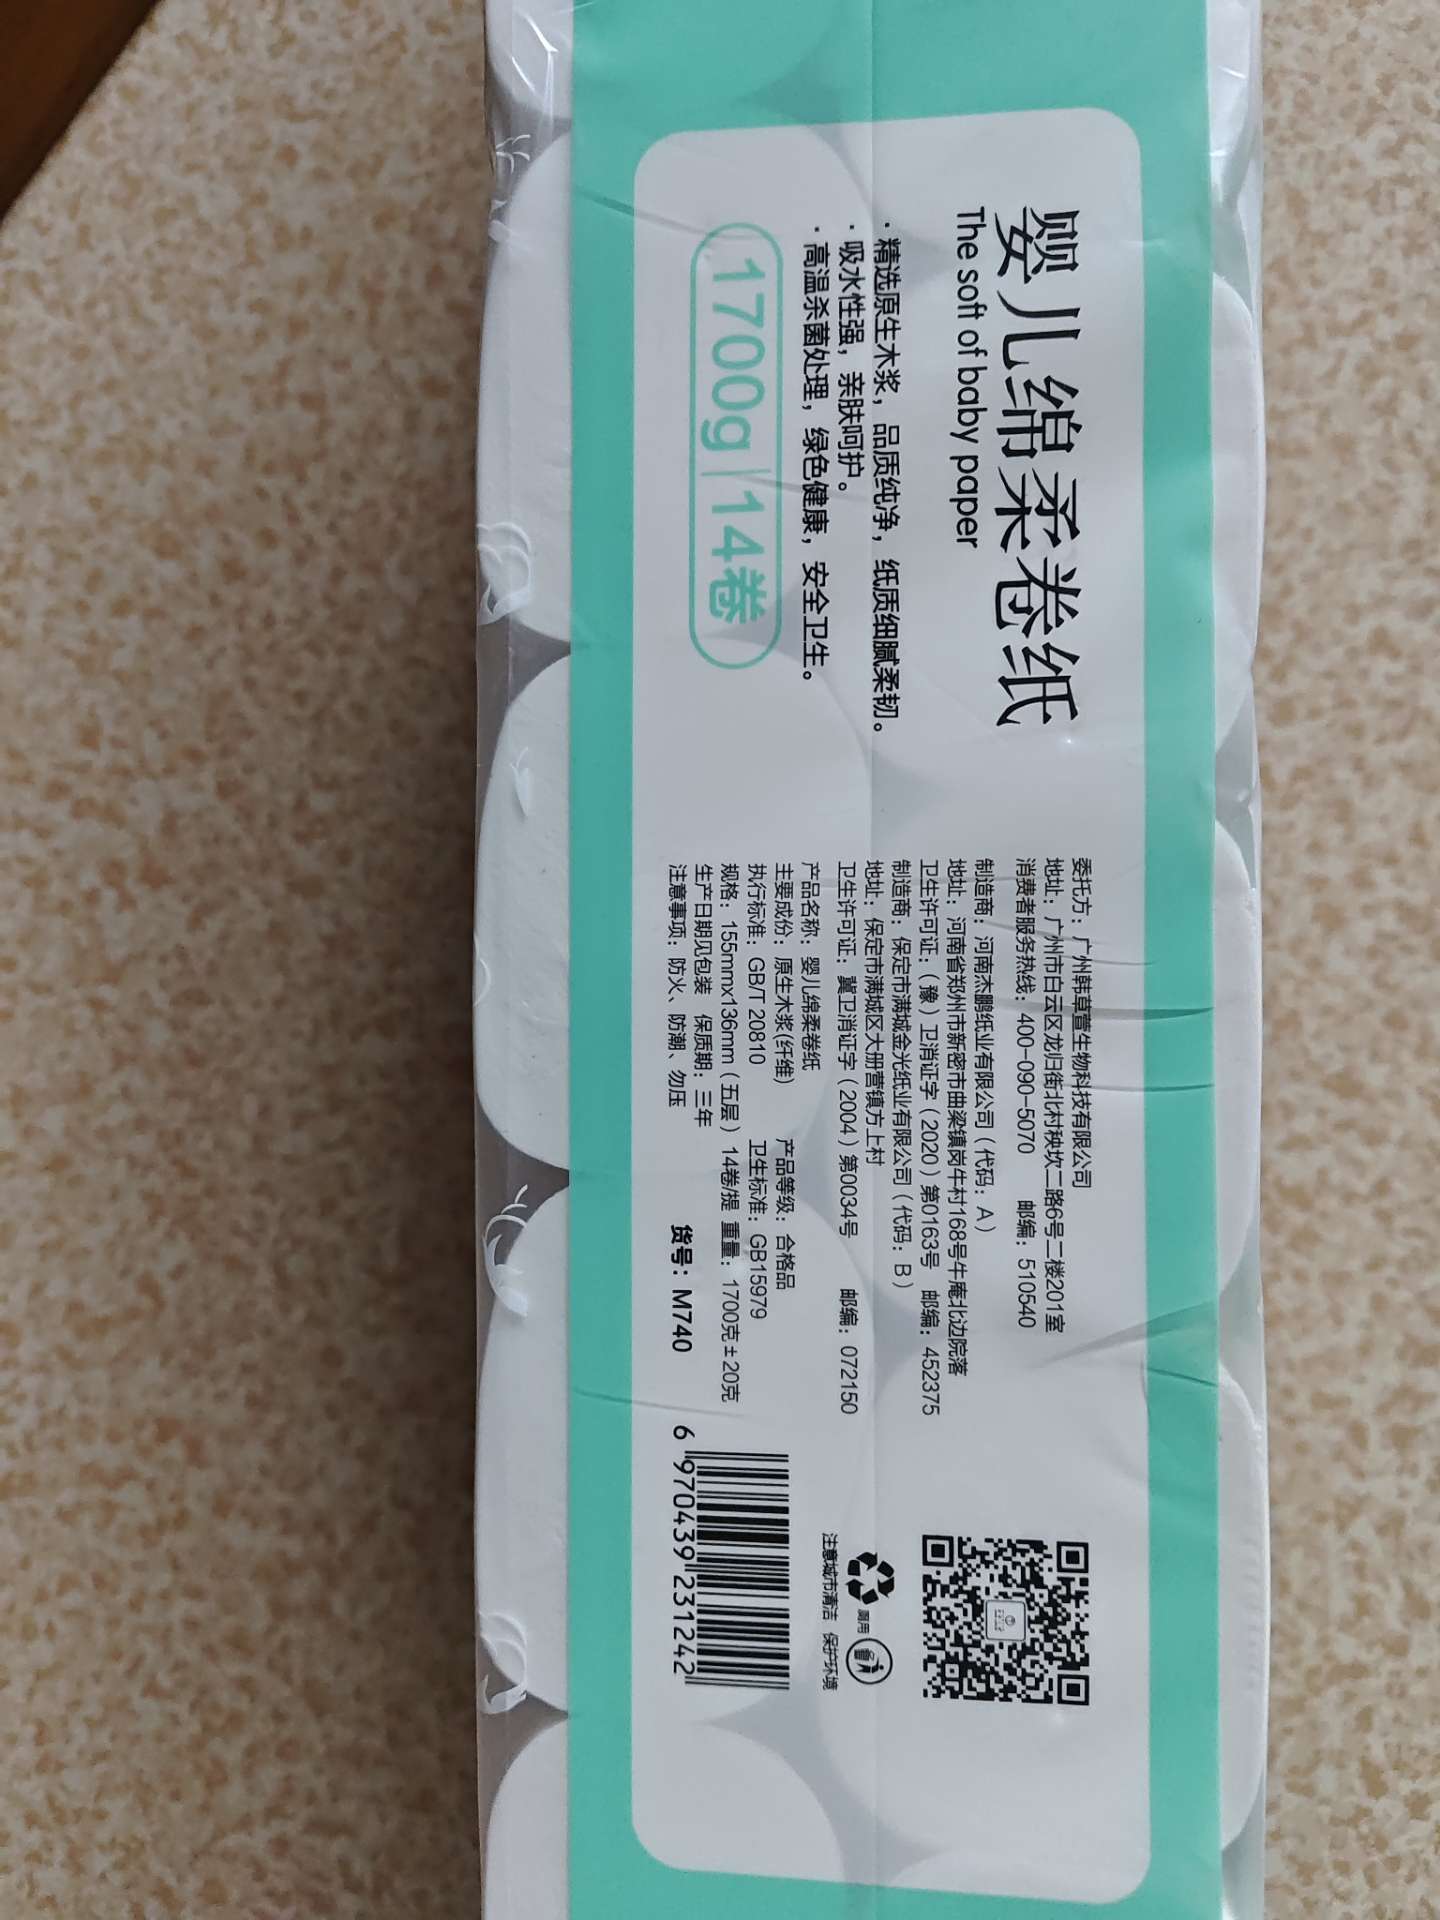 婴儿绵柔卷纸
The soft of baby paper
· 精选原生木浆，品质纯净，纸质细腻柔韧。
· 吸水性强，亲肤呵护。
· 高温杀菌处理，绿色健康，安全卫生。
1700g 14卷
委托方：广州韩草萱生物科技有限公司
地址：广州市白云区龙归街北村秧坎二路6号二楼201室
消费者服务热线：400-090-5070 邮编：510540
制造商：河南杰鹏纸业有限公司（代码：A）
地址：河南省郑州市新密市曲梁镇岗牛村168号牛庵北边院落
卫生许可证：（豫）卫消证字（2020）第0163号 邮编：452375
制造商：保定市满城金光纸业有限公司（代码：B）
地址：保定市满城区大册营镇方上村
卫生许可证：冀卫消证字（2004）第0034号 邮编：072150
产品名称：婴儿绵柔卷纸
主要成份：原生木浆(纤维) 产品等级：合格品
执行标准：GB/T 20810 卫生标准：GB15979
规格：155mmx136mm（五层）14卷/提 重量：1700克±20克
生产日期见包装 保质期：三年
注意事项：防火、防潮、勿压
货号：M740
厕用
注意城市清洁 保护环境
6 970439 231242